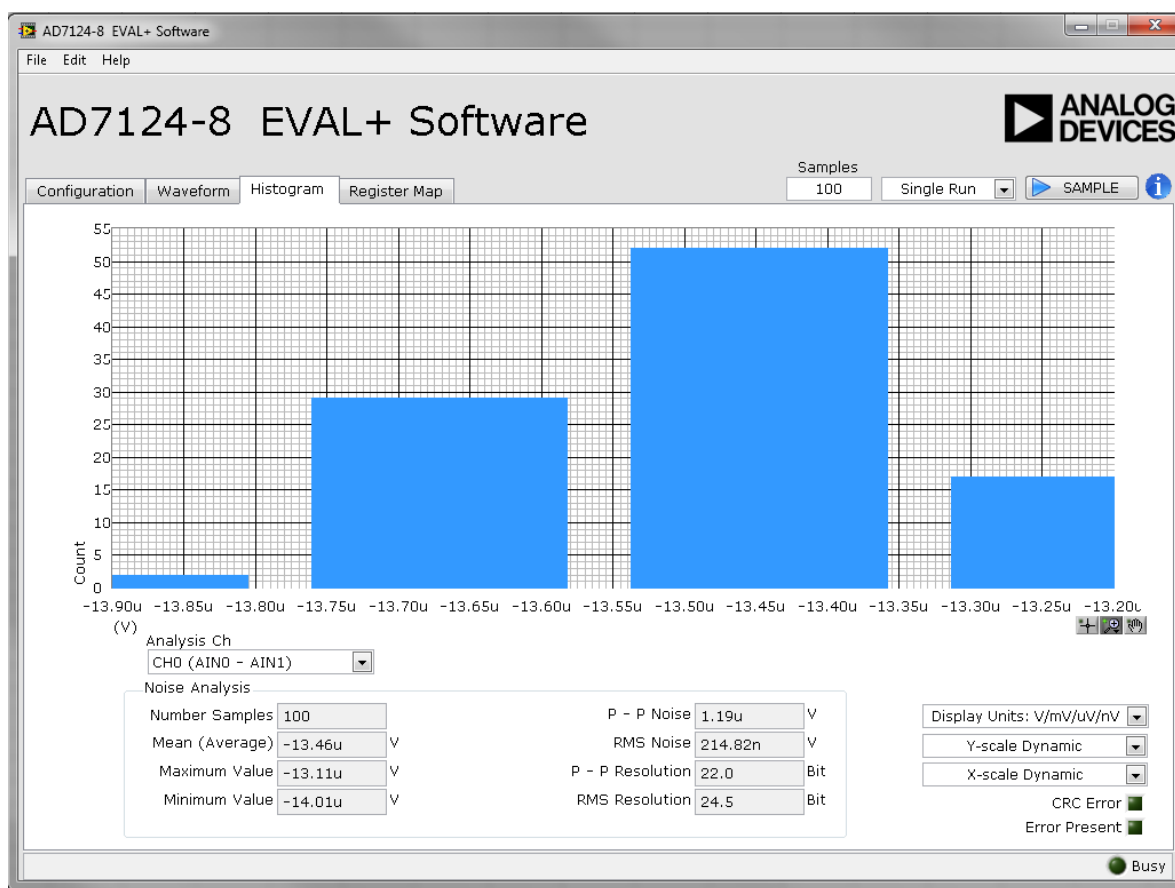 AD7124-8 EVAL+ Software
File Edit Help
AD7124-8 EVAL+ Software
ANALOG
DEVICES
Configuration Waveform Histogram Register Map
Samples
100 Single Run SAMPLE
55
50
45
40
35
30
25
20
15
10
5
0
Count
-13.90u -13.85u -13.80u -13.75u -13.70u -13.65u -13.60u -13.55u -13.50u -13.45u -13.40u -13.35u -13.30u -13.25u -13.20u
(V)
Analysis Ch
CH0 (AIN0 - AIN1)
Noise Analysis
Number Samples 100 P - P Noise 1.19u V
Mean (Average) -13.46u V RMS Noise 214.82n V
Maximum Value -13.11u V P - P Resolution 22.0 Bit
Minimum Value -14.01u V RMS Resolution 24.5 Bit
Display Units: V/mV/uV/nV
Y-scale Dynamic
X-scale Dynamic
CRC Error
Error Present
Busy